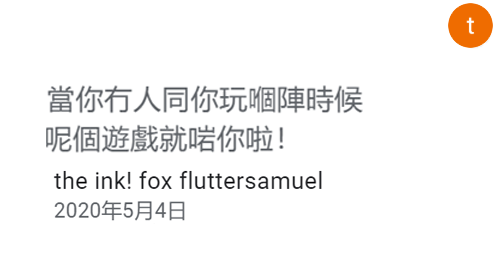 t
當你冇人同你玩嗰陣時候
呢個遊戲就啱你啦！
the ink! fox fluttersamuel
2020年5月4日